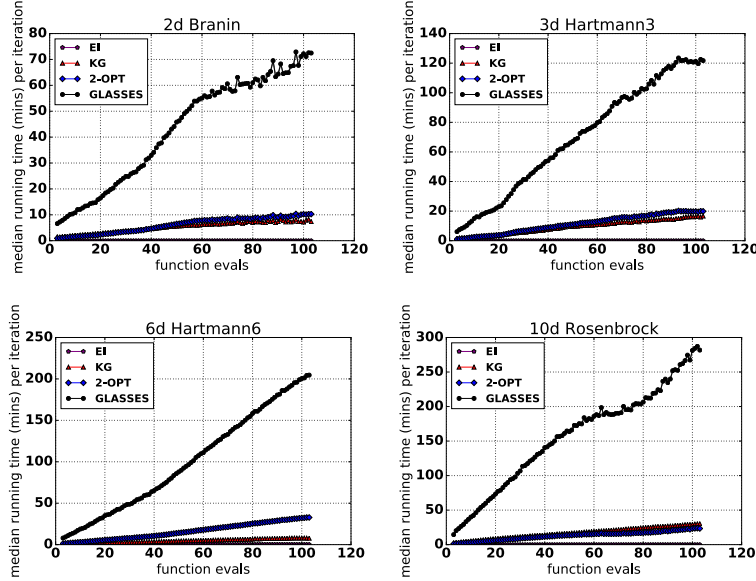 2d Branin
median running time (mins) per iteration
80
70
60
50
40
30
20
10
0
EI
KG
2-OPT
GLASSES
0 20 40 60 80 100 120
function evals
3d Hartmann3
median running time (mins) per iteration
140
120
100
80
60
40
20
0
EI
KG
2-OPT
GLASSES
0 20 40 60 80 100 120
function evals
6d Hartmann6
median running time (mins) per iteration
250
200
150
100
50
0
EI
KG
2-OPT
GLASSES
0 20 40 60 80 100 120
function evals
10d Rosenbrock
median running time (mins) per iteration
300
250
200
150
100
50
0
EI
KG
2-OPT
GLASSES
0 20 40 60 80 100 120
function evals